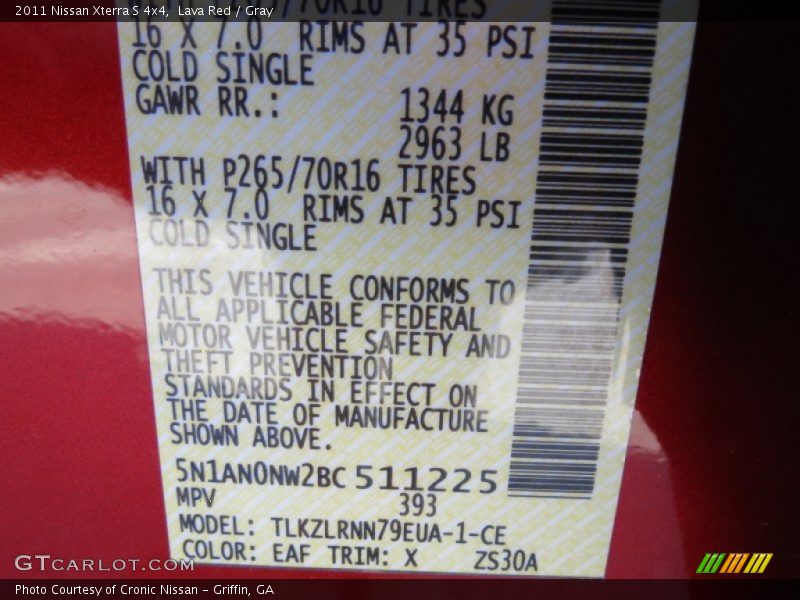 2011 Nissan Xterra S 4x4, Lava Red / Gray
/70R16 TIRES
16 X 7.0 RIMS AT 35 PSI
COLD SINGLE
GAWR RR.: 1344 KG
2963 LB
WITH P265/70R16 TIRES
16 X 7.0 RIMS AT 35 PSI
COLD SINGLE
THIS VEHICLE CONFORMS TO
ALL APPLICABLE FEDERAL
MOTOR VEHICLE SAFETY AND
THEFT PREVENTION
STANDARDS IN EFFECT ON
THE DATE OF MANUFACTURE
SHOWN ABOVE.
5N1AN0NW2BC511225
MPV 393
MODEL: TLKZLRNN79EUA-1-CE
COLOR: EAF TRIM: X ZS30A
GTCARLOT.COM
Photo Courtesy of Cronic Nissan - Griffin, GA